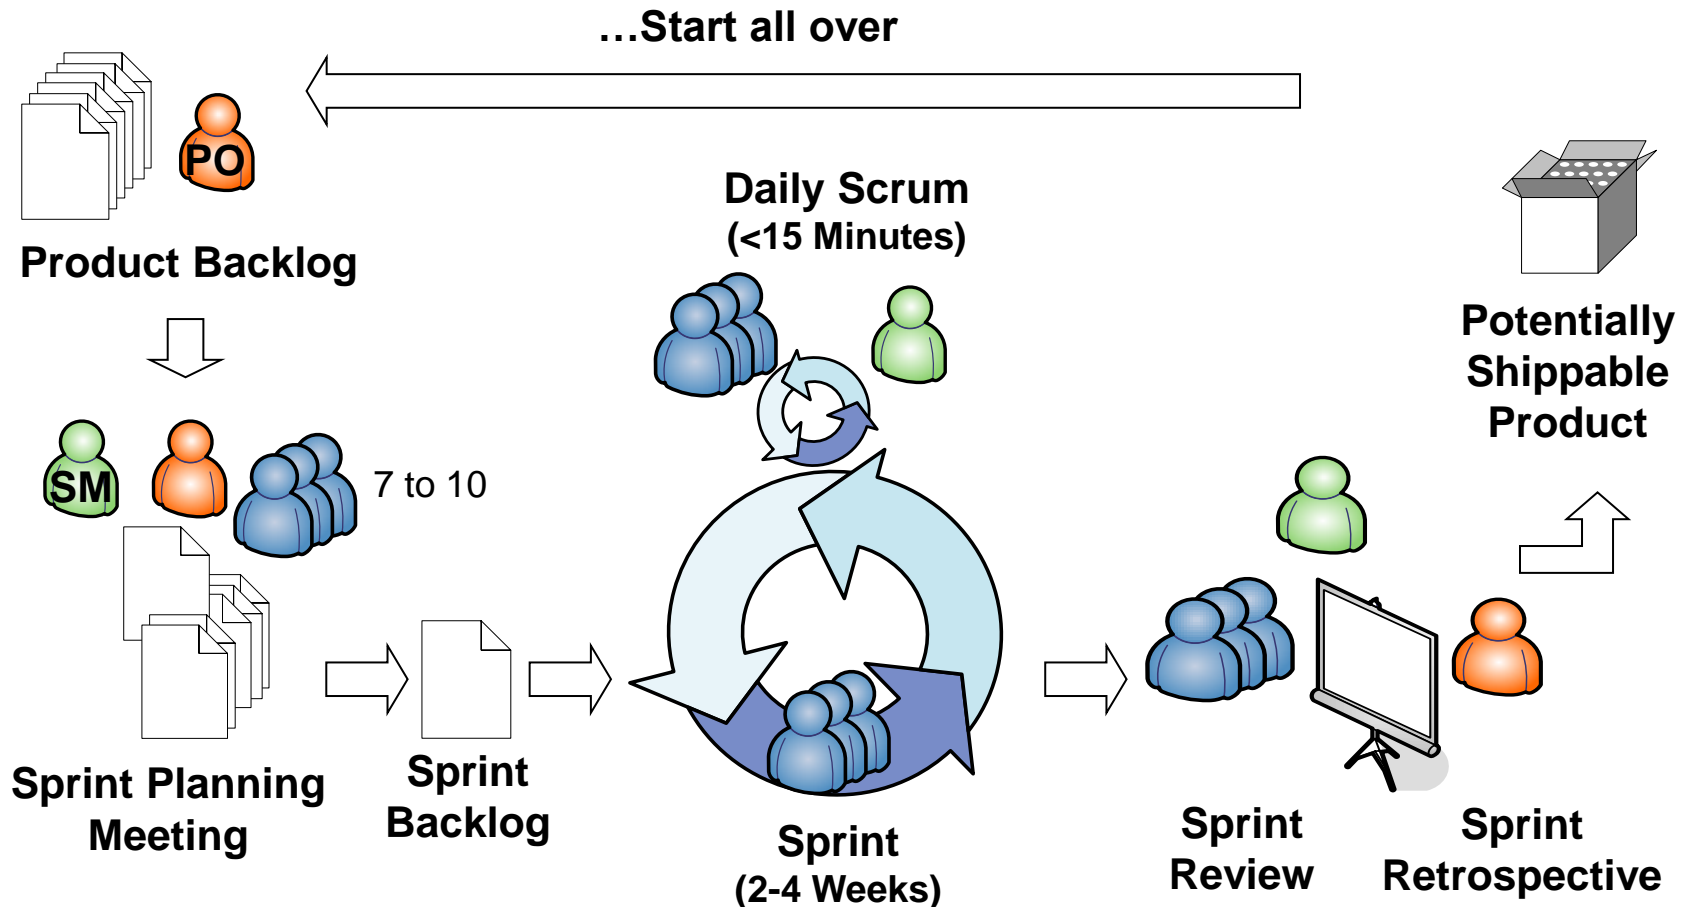 …Start all over
PO
Product Backlog
Daily Scrum
(<15 Minutes)
Potentially
Shippable
Product
SM
7 to 10
Sprint Planning
Meeting
Sprint
Backlog
Sprint
(2-4 Weeks)
Sprint
Review
Sprint
Retrospective